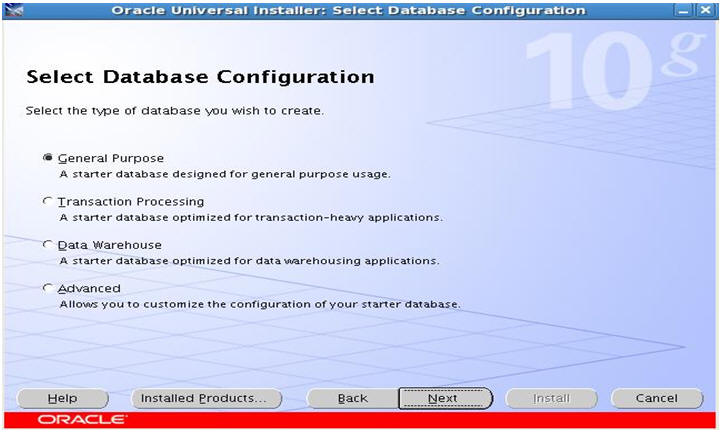 Oracle Universal Installer: Select Database Configuration
10g
Select Database Configuration
Select the type of database you wish to create.
General Purpose
A starter database designed for general purpose usage.
Transaction Processing
A starter database optimized for transaction-heavy applications.
Data Warehouse
A starter database optimized for data warehousing applications.
Advanced
Allows you to customize the configuration of your starter database.
Help Installed Products... Back Next Install Cancel
ORACLE